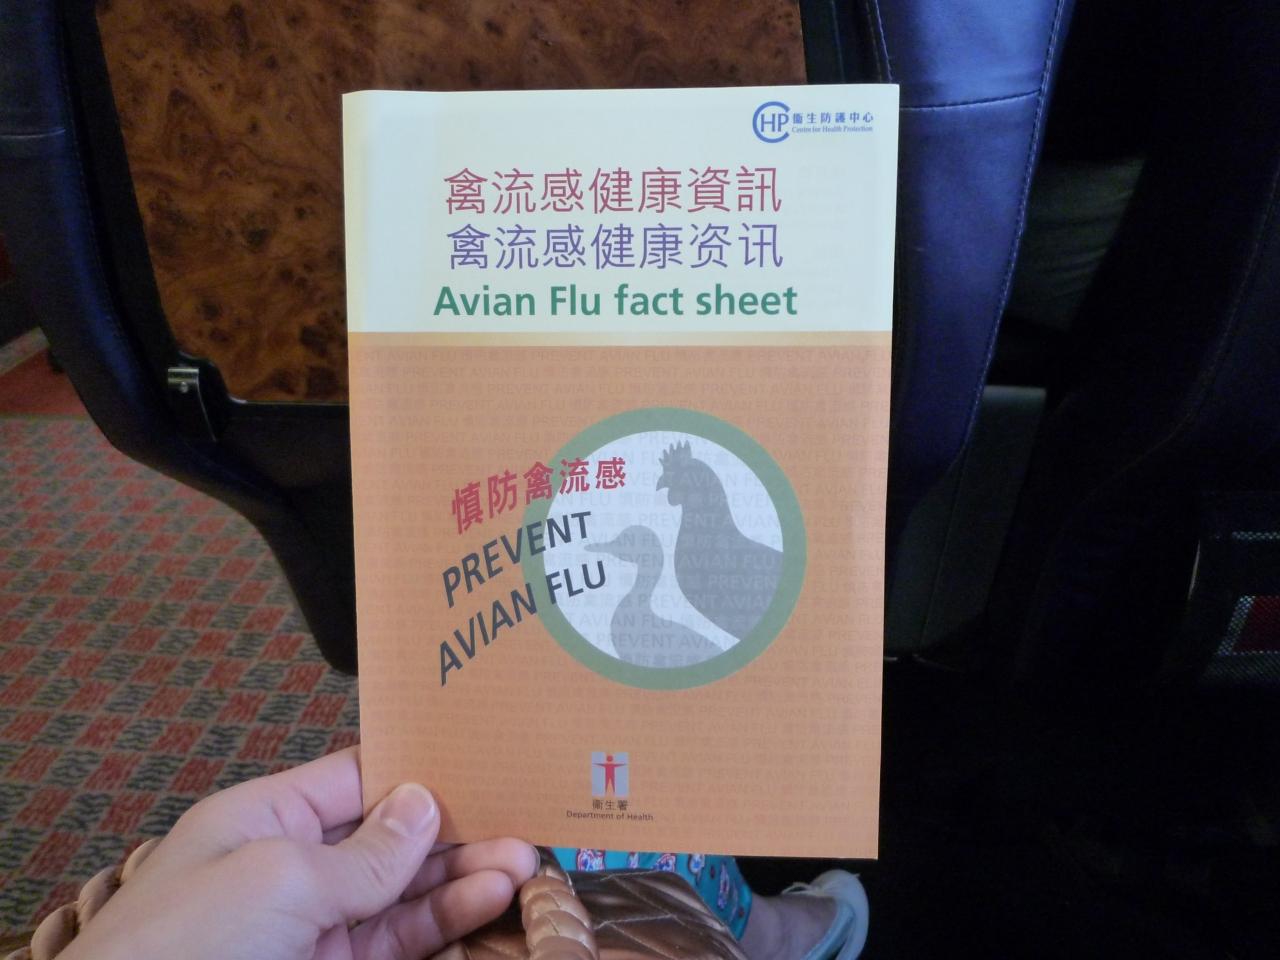 CHP 衞生防護中心
Centre for Health Protection
禽流感健康資訊
禽流感健康资讯
Avian Flu fact sheet
慎防禽流感
PREVENT
AVIAN FLU
衞生署
Department of Health